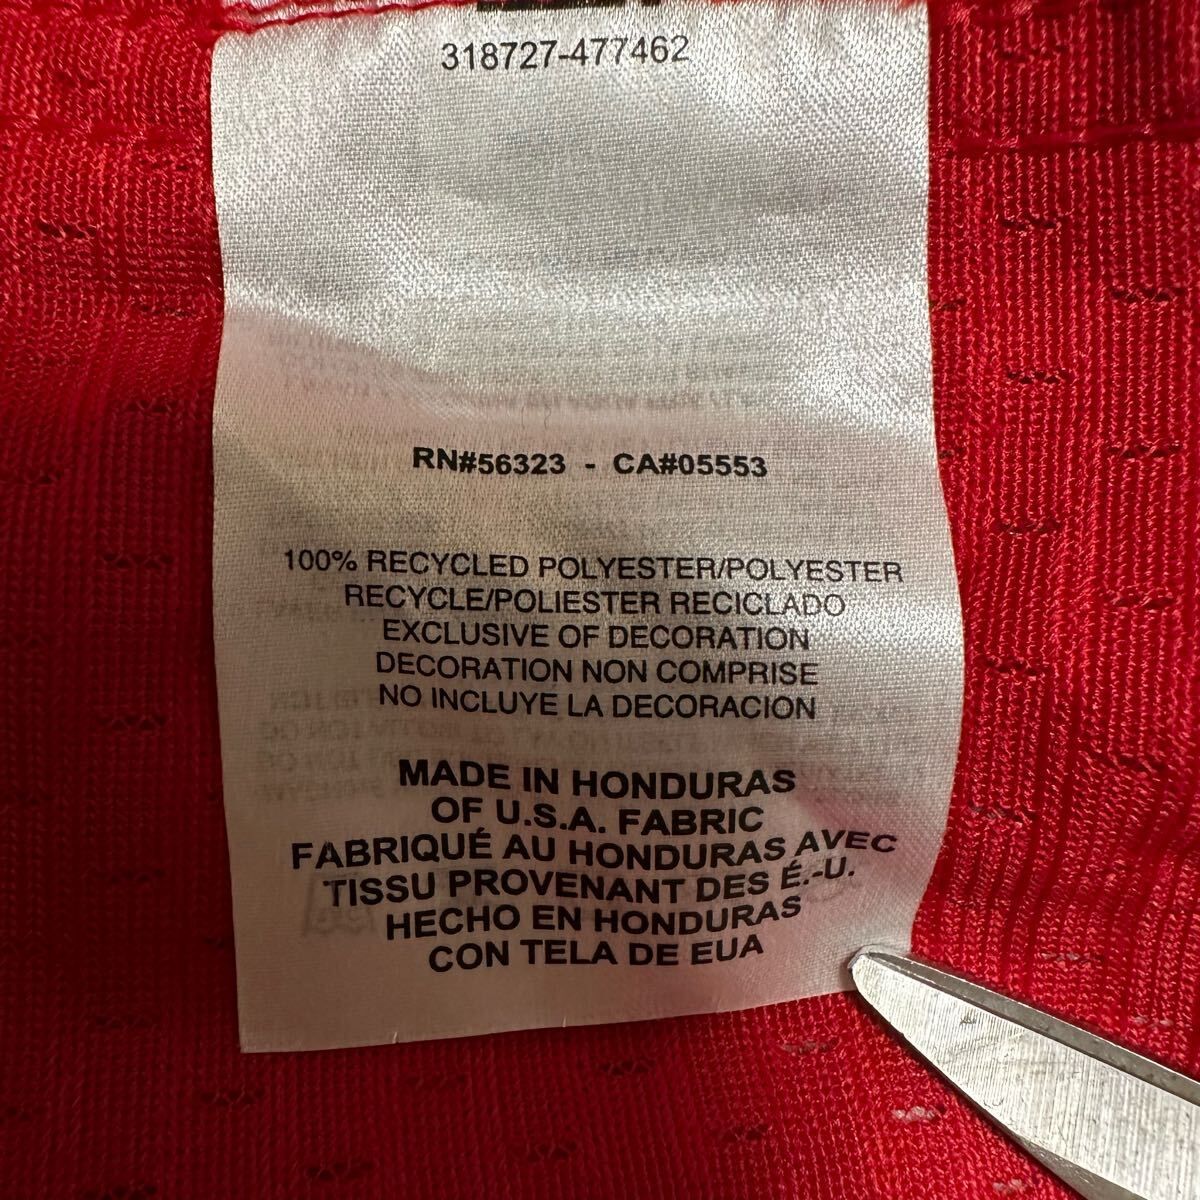 318727-477462
RN#56323 - CA#05553
100% RECYCLED POLYESTER/POLYESTER
RECYCLE/POLIESTER RECICLADO
EXCLUSIVE OF DECORATION
DECORATION NON COMPRISE
NO INCLUYE LA DECORACION
MADE IN HONDURAS
OF U.S.A. FABRIC
FABRIQUÉ AU HONDURAS AVEC
TISSU PROVENANT DES É.-U.
HECHO EN HONDURAS
CON TELA DE EUA